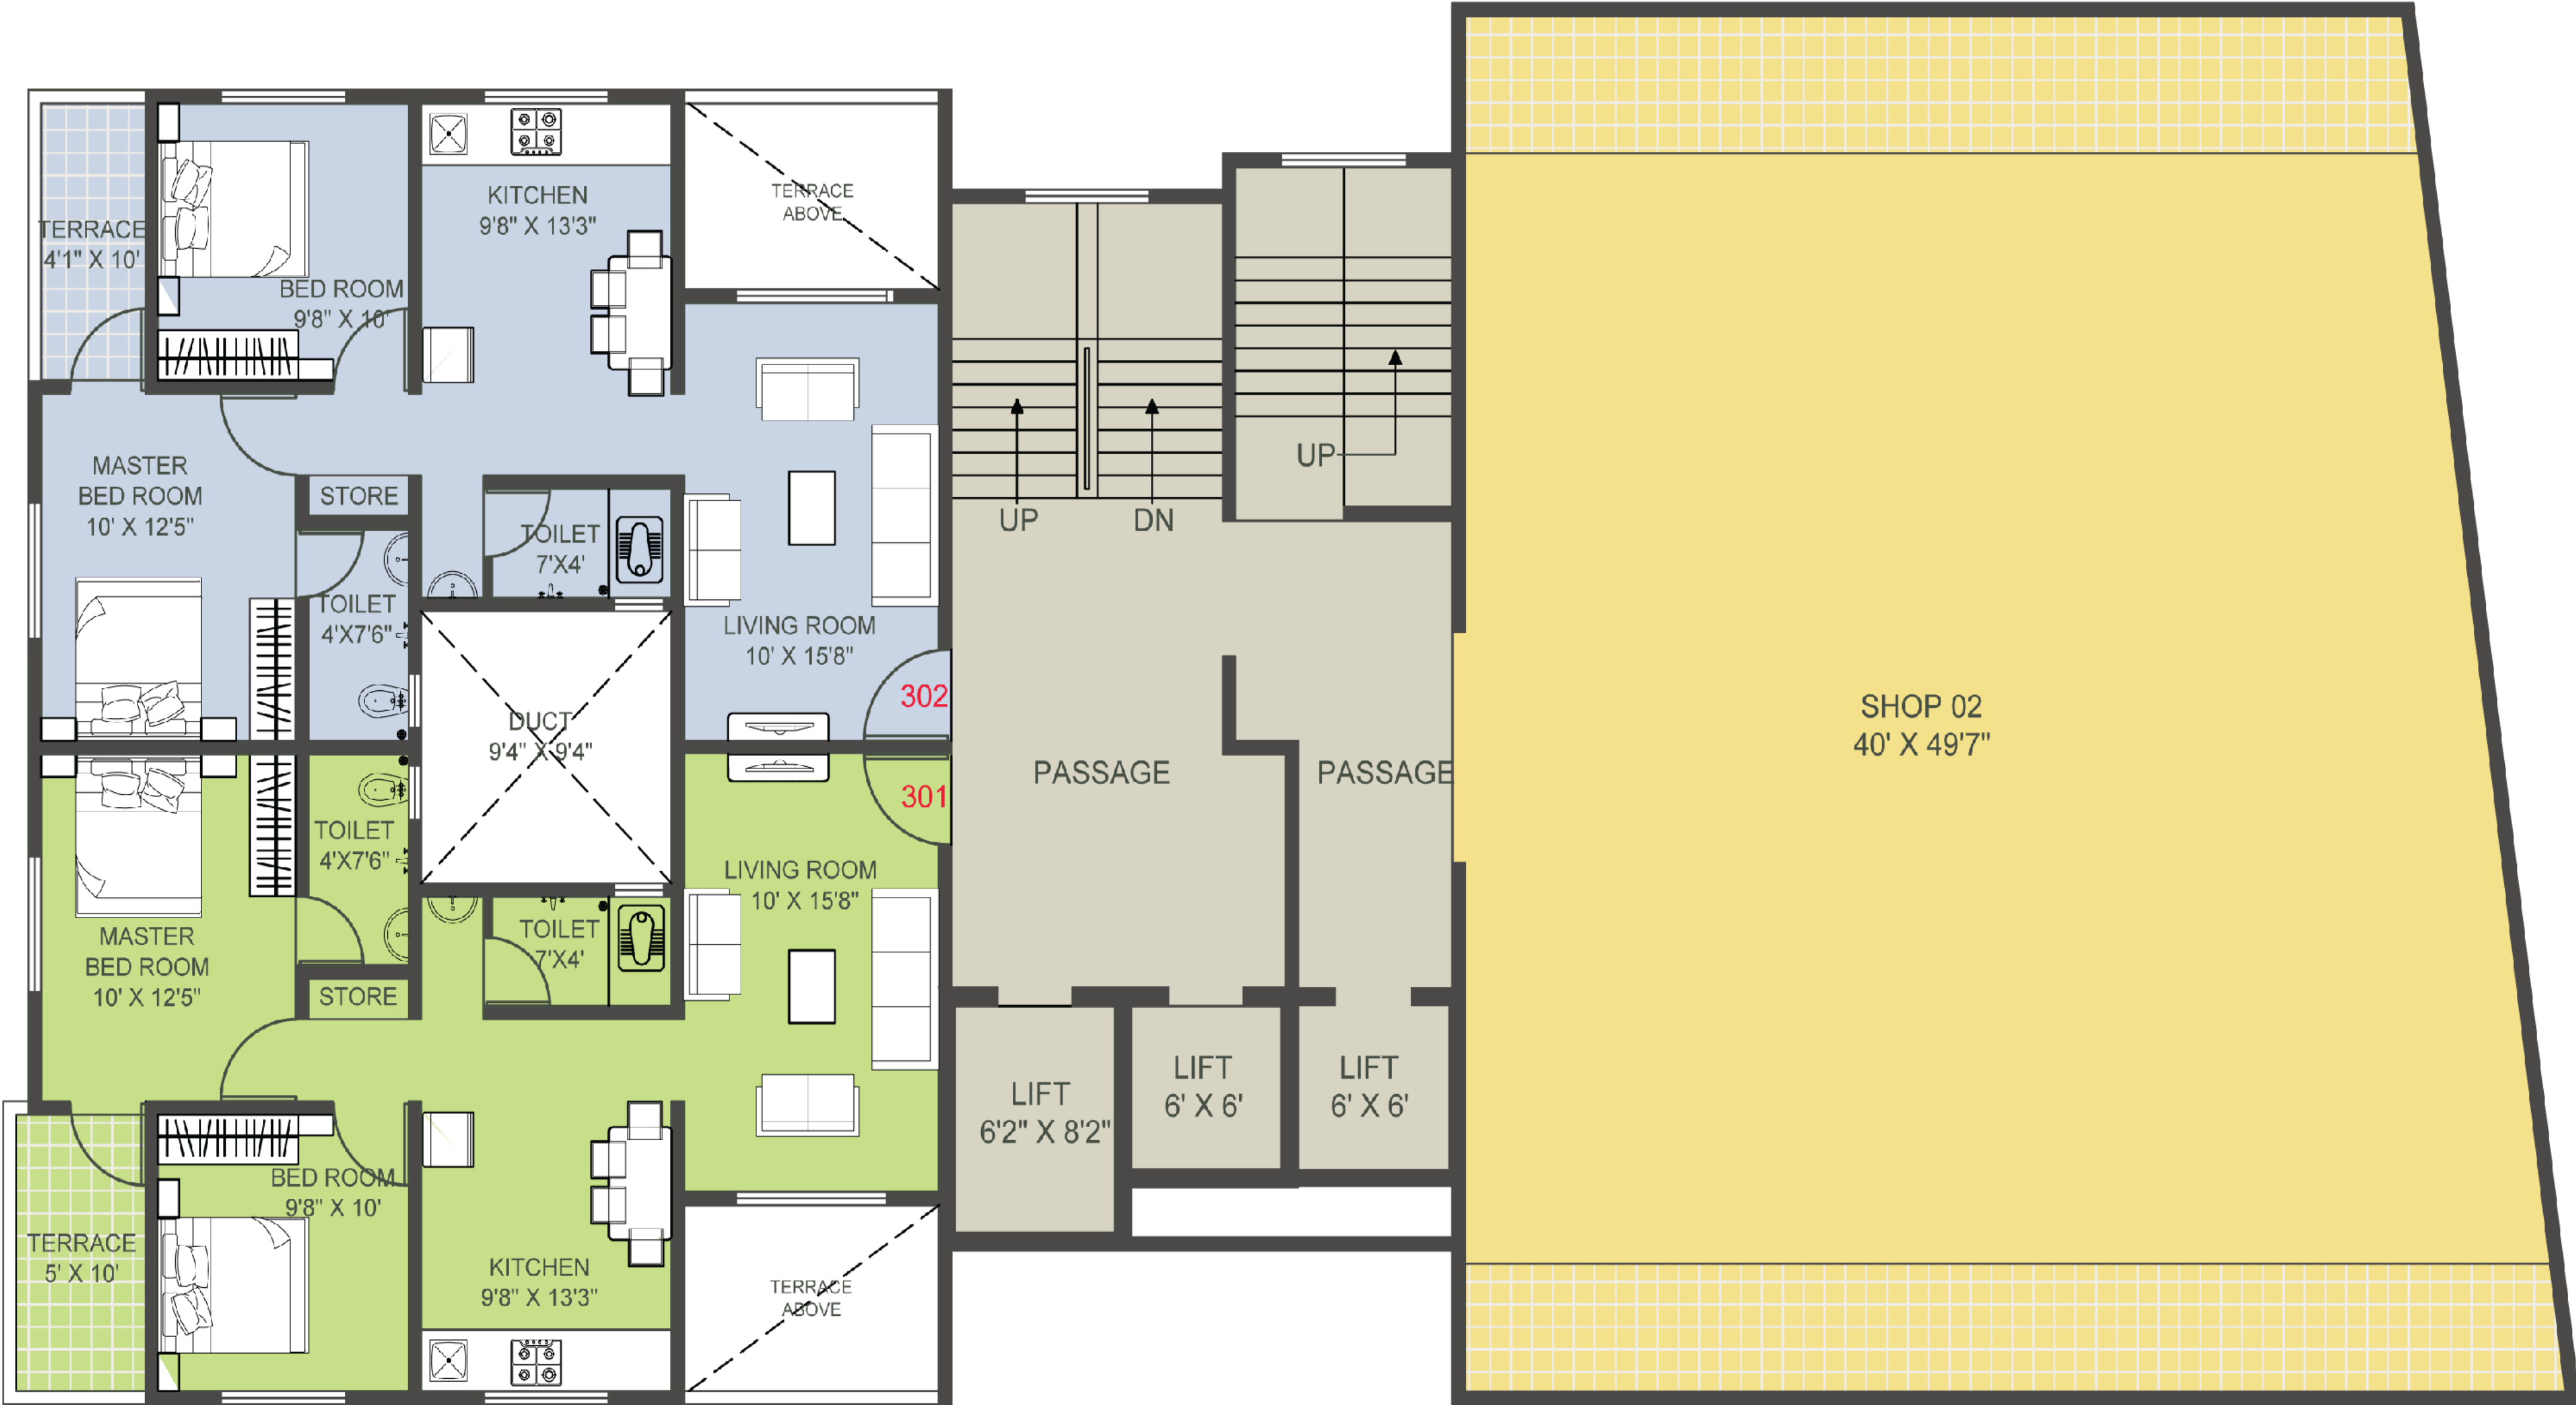 TERRACE
4'1" X 10'
BED ROOM
9'8" X 10'
KITCHEN
9'8" X 13'3"
TERRACE
ABOVE
MASTER
BED ROOM
10' X 12'5"
STORE
TOILET
7'X4'
TOILET
4'X7'6"
LIVING ROOM
10' X 15'8"
302
DUCT
9'4" X 9'4"
301
TOILET
4'X7'6"
LIVING ROOM
10' X 15'8"
MASTER
BED ROOM
10' X 12'5"
TOILET
7'X4'
STORE
BED ROOM
9'8" X 10'
TERRACE
5' X 10'
KITCHEN
9'8" X 13'3"
TERRACE
ABOVE
UP
DN
UP
PASSAGE
PASSAGE
LIFT
6'2" X 8'2"
LIFT
6' X 6'
LIFT
6' X 6'
SHOP 02
40' X 49'7"